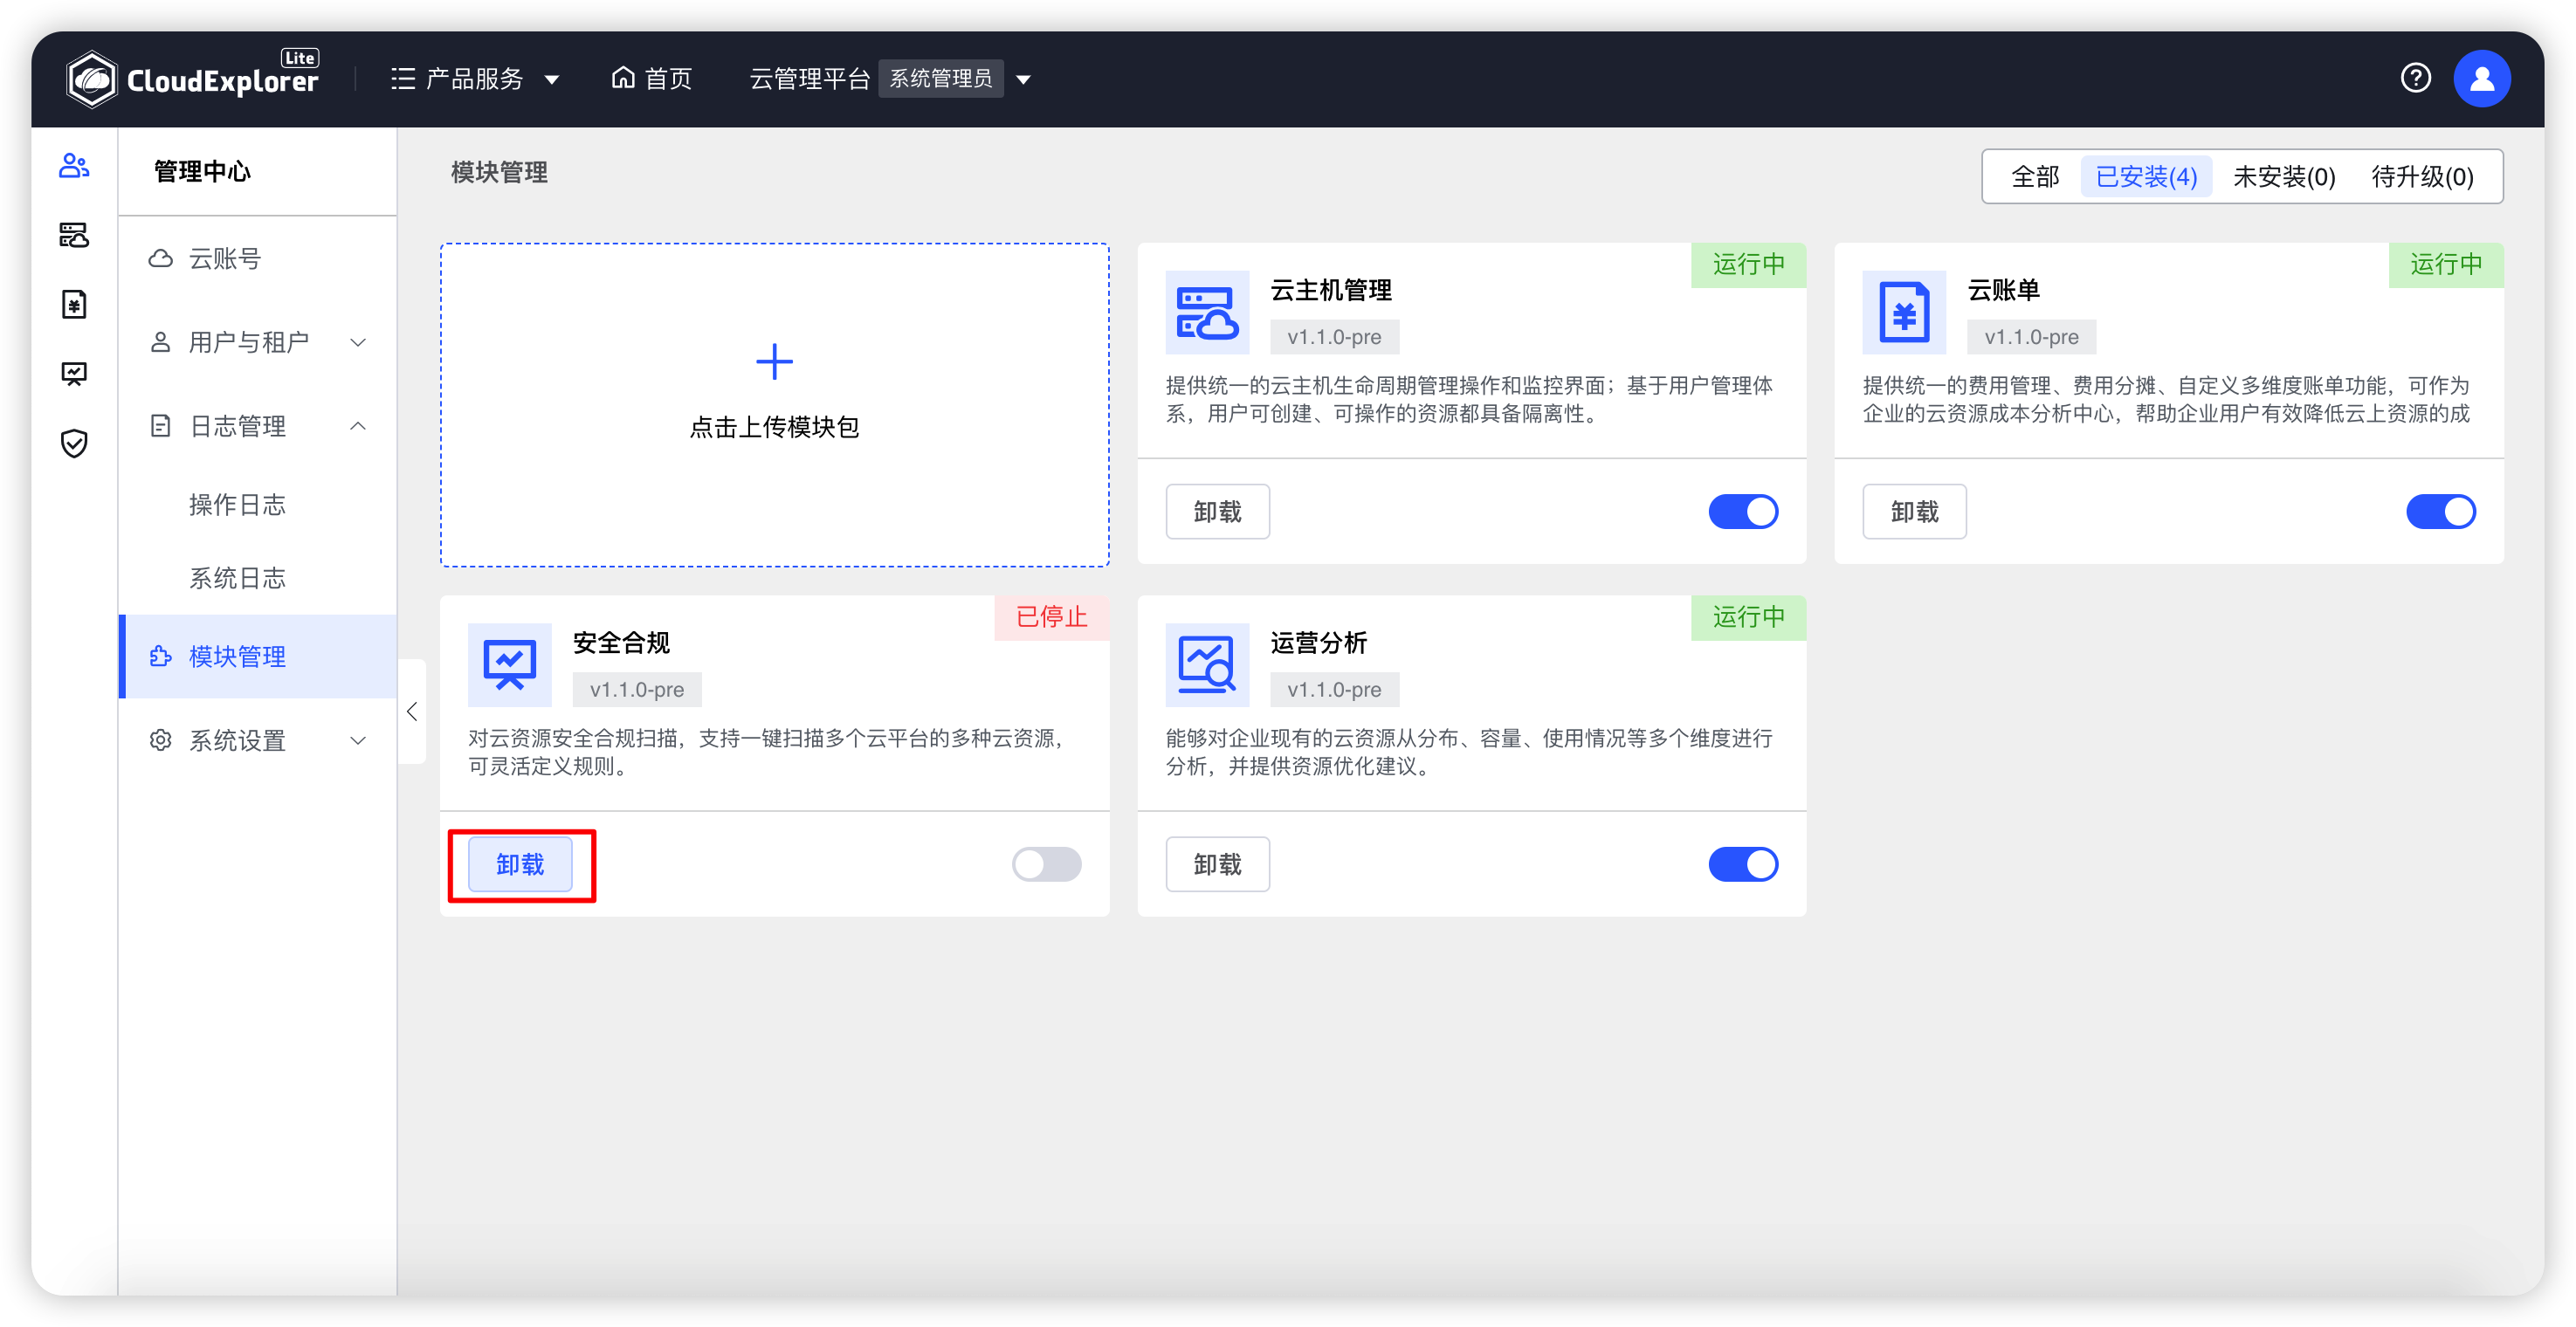 CloudExplorer Lite
产品服务
首页
云管理平台 系统管理员
管理中心
云账号
用户与租户
日志管理
操作日志
系统日志
模块管理
系统设置
模块管理
全部 已安装(4) 未安装(0) 待升级(0)
点击上传模块包
运行中
云主机管理
v1.1.0-pre
提供统一的云主机生命周期管理操作和监控界面；基于用户管理体
系，用户可创建、可操作的资源都具备隔离性。
卸载
运行中
云账单
v1.1.0-pre
提供统一的费用管理、费用分摊、自定义多维度账单功能，可作为
企业的云资源成本分析中心，帮助企业用户有效降低云上资源的成
卸载
已停止
安全合规
v1.1.0-pre
对云资源安全合规扫描，支持一键扫描多个云平台的多种云资源，
可灵活定义规则。
卸载
运行中
运营分析
v1.1.0-pre
能够对企业现有的云资源从分布、容量、使用情况等多个维度进行
分析，并提供资源优化建议。
卸载